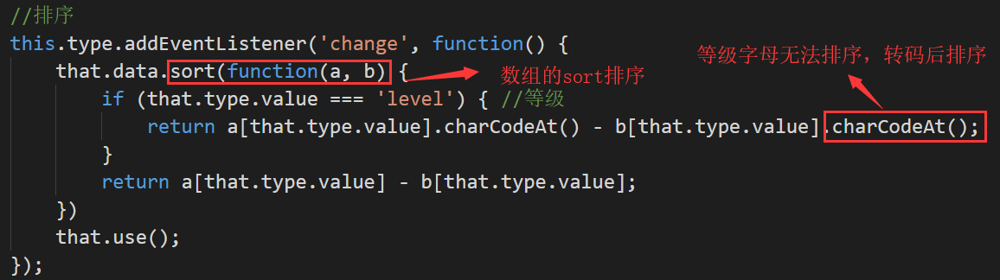 //排序
this.type.addEventListener('change', function() {
that.data.sort(function(a, b) {
数组的sort排序
等级字母无法排序，转码后排序
if (that.type.value === 'level') { //等级
return a[that.type.value].charCodeAt() - b[that.type.value].charCodeAt();
}
return a[that.type.value] - b[that.type.value];
})
that.use();
});